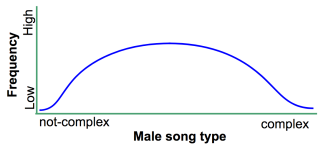 High
Frequency
Low
not-complex
complex
Male song type